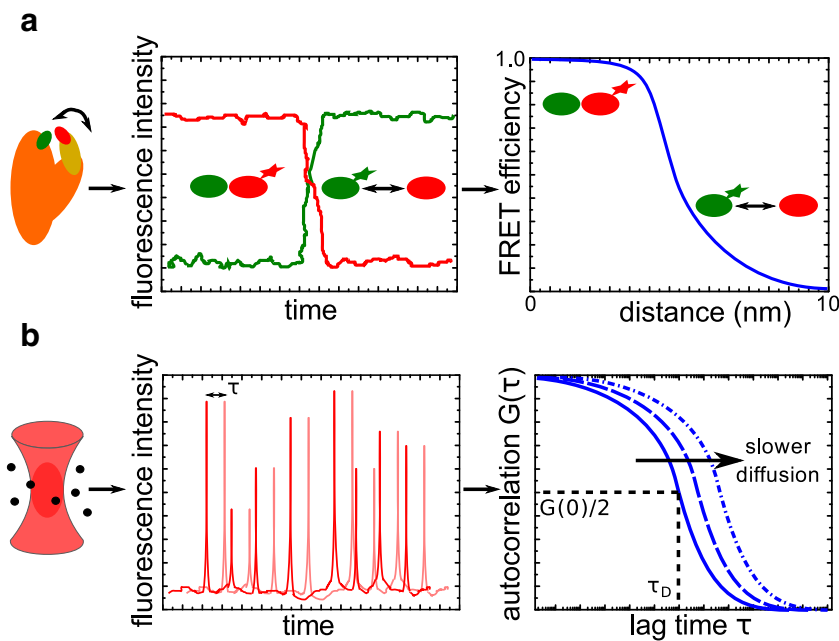 a
fluorescence intensity
time
FRET efficiency
1.0
0
10
distance (nm)
b
fluorescence intensity
τ
time
autocorrelation G(τ)
slower
diffusion
G(0)/2
τD
lag time τ